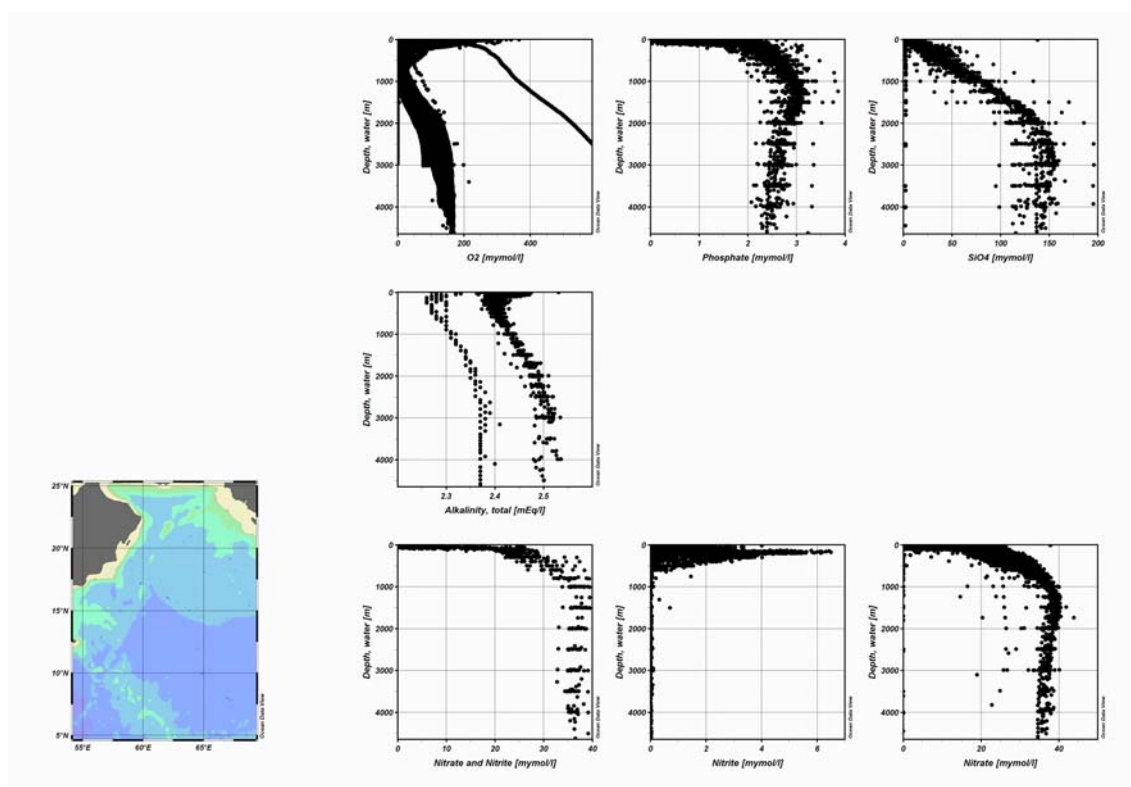 0
1000
2000
3000
4000
Depth, water [m]
0 200 400
O2 [mymol/l]
Ocean Data View
0
1000
2000
3000
4000
Depth, water [m]
0 1 2 3 4
Phosphate [mymol/l]
Ocean Data View
0
1000
2000
3000
4000
Depth, water [m]
0 50 100 150 200
SiO4 [mymol/l]
Ocean Data View
0
1000
2000
3000
4000
Depth, water [m]
2.3 2.4 2.5
Alkalinity, total [mEq/l]
Ocean Data View
25°N
20°N
15°N
10°N
5°N
55°E 60°E 65°E
Ocean Data View
0
1000
2000
3000
4000
Depth, water [m]
0 10 20 30 40
Nitrate and Nitrite [mymol/l]
Ocean Data View
0
1000
2000
3000
4000
Depth, water [m]
0 2 4 6
Nitrite [mymol/l]
Ocean Data View
0
1000
2000
3000
4000
Depth, water [m]
0 20 40
Nitrate [mymol/l]
Ocean Data View